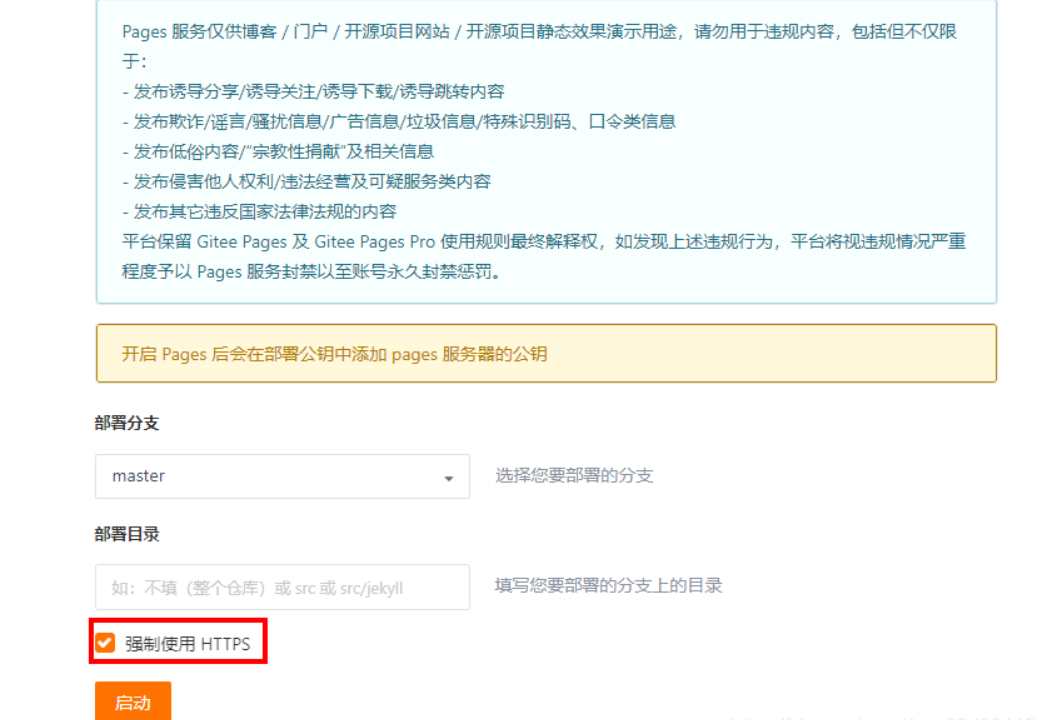 Pages 服务仅供博客 / 门户 / 开源项目网站 / 开源项目静态效果演示用途，请勿用于违规内容，包括但不仅限
于：
- 发布诱导分享/诱导关注/诱导下载/诱导跳转内容
- 发布欺诈/谣言/骚扰信息/广告信息/垃圾信息/特殊识别码、口令类信息
- 发布低俗内容/“宗教性捐献”及相关信息
- 发布侵害他人权利/违法经营及可疑服务类内容
- 发布其它违反国家法律法规的内容
平台保留 Gitee Pages 及 Gitee Pages Pro 使用规则最终解释权，如发现上述违规行为，平台将视违规情况严重
程度予以 Pages 服务封禁以至账号永久封禁惩罚。
开启 Pages 后会在部署公钥中添加 pages 服务器的公钥
部署分支
master 选择您要部署的分支
部署目录
如：不填（整个仓库）或 src 或 src/jekyll 填写您要部署的分支上的目录
强制使用 HTTPS
启动